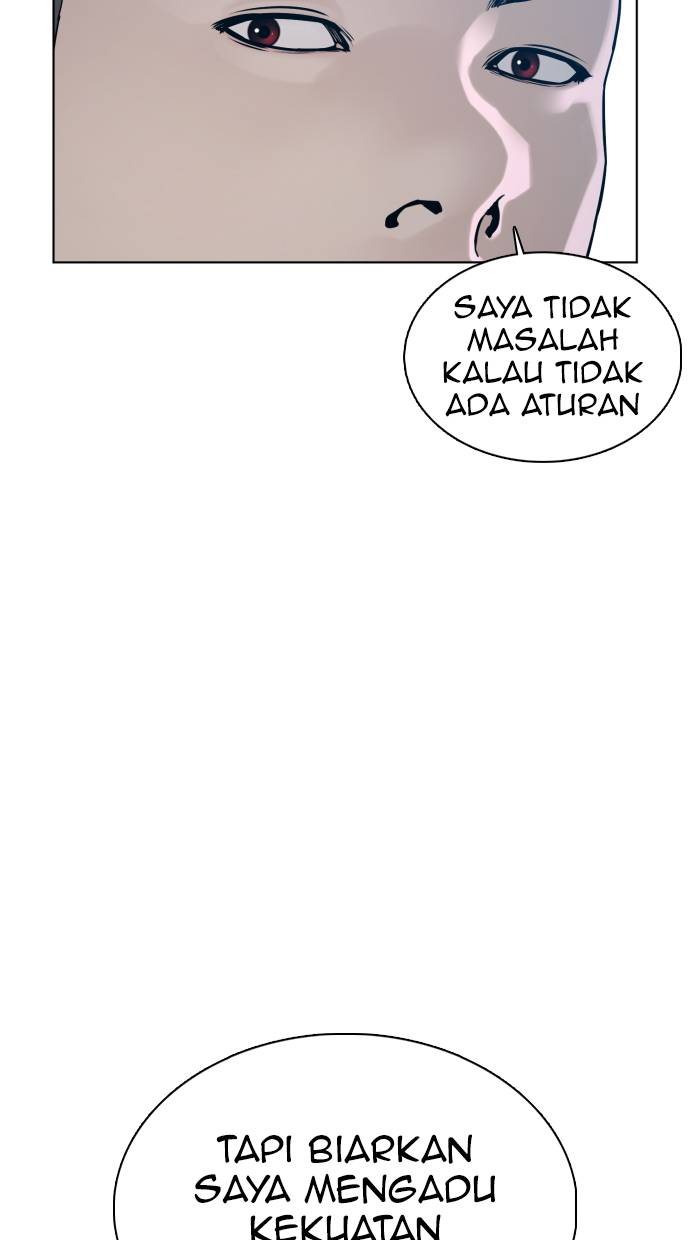 SAYA TIDAK
MASALAH
KALAU TIDAK
ADA ATURAN
TAPI BIARKAN
SAYA MENGADU
KEKUATAN